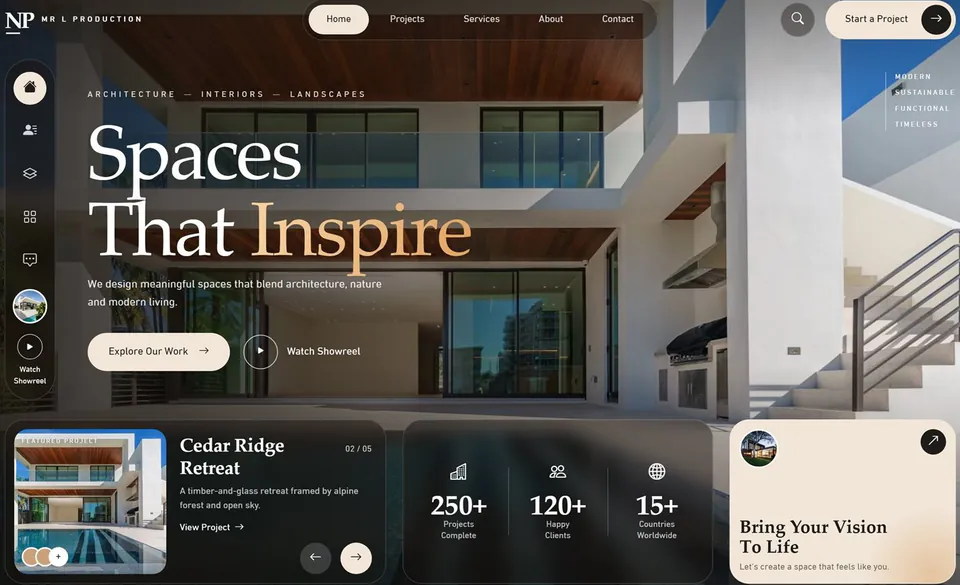 NP MR L PRODUCTION
Home
Projects
Services
About
Contact
Start a Project
MODERN
SUSTAINABLE
FUNCTIONAL
TIMELESS
ARCHITECTURE — INTERIORS — LANDSCAPES
Spaces
That Inspire
We design meaningful spaces that blend architecture, nature
and modern living.
Explore Our Work
Watch Showreel
Watch
Showreel
FEATURED PROJECT
+
Cedar Ridge
Retreat
02 / 05
A timber-and-glass retreat framed by alpine
forest and open sky.
View Project
250+
Projects
Complete
120+
Happy
Clients
15+
Countries
Worldwide
Bring Your Vision
To Life
Let's create a space that feels like you.